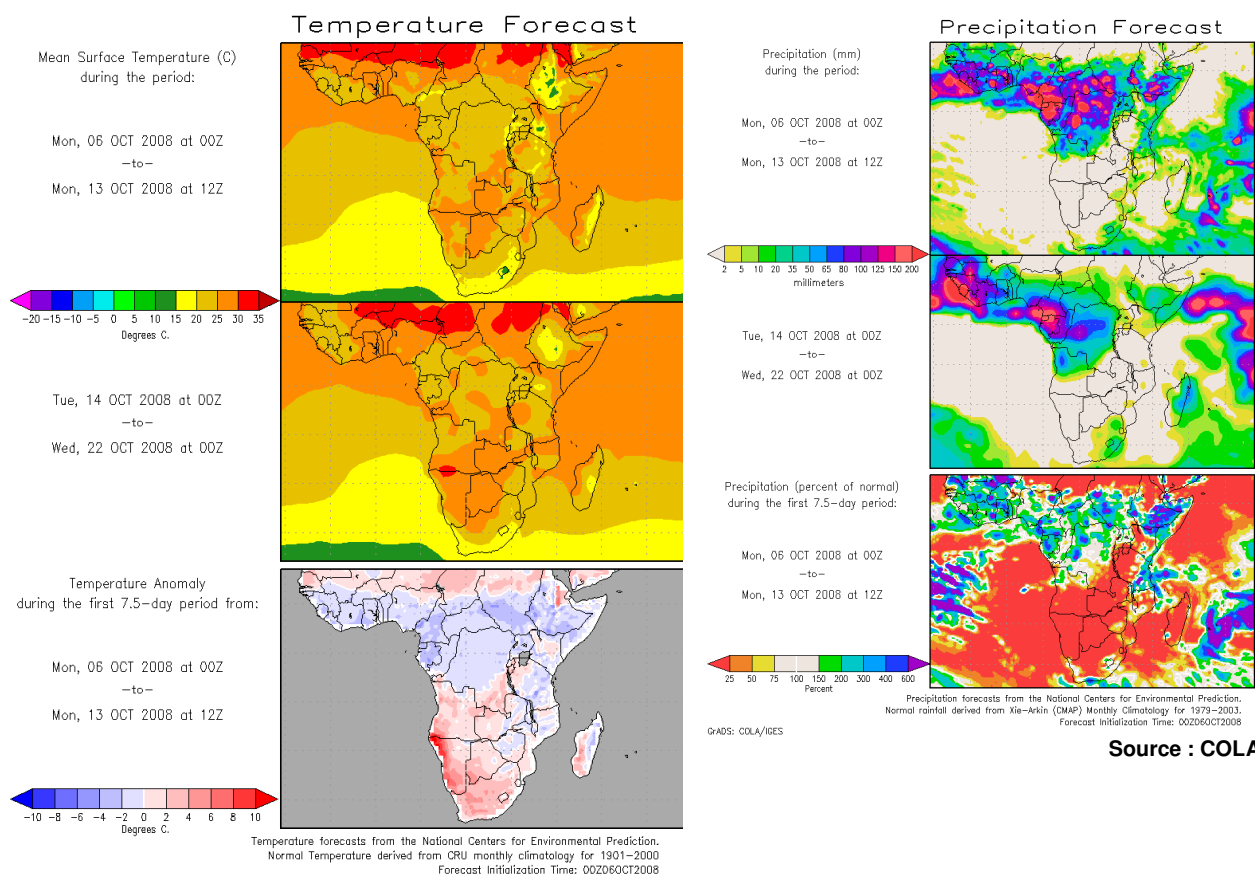 Temperature Forecast
Mean Surface Temperature (C)
during the period:
Mon, 06 OCT 2008 at 00Z
-to-
Mon, 13 OCT 2008 at 12Z
-20 -15 -10 -5 0 5 10 15 20 25 30 35
Degrees C.
Tue, 14 OCT 2008 at 00Z
-to-
Wed, 22 OCT 2008 at 00Z
Temperature Anomaly
during the first 7.5-day period from:
Mon, 06 OCT 2008 at 00Z
-to-
Mon, 13 OCT 2008 at 12Z
-10 -8 -6 -4 -2 0 2 4 6 8 10
Degrees C.
Temperature forecasts from the National Centers for Environmental Prediction.
Normal Temperature derived from CRU monthly climatology for 1901-2000
Forecast Initialization Time: 00Z06OCT2008
Precipitation Forecast
Precipitation (mm)
during the period:
Mon, 06 OCT 2008 at 00Z
-to-
Mon, 13 OCT 2008 at 12Z
2 5 10 20 35 50 65 80 100 125 150 200
millimeters
Tue, 14 OCT 2008 at 00Z
-to-
Wed, 22 OCT 2008 at 00Z
Precipitation (percent of normal)
during the first 7.5-day period:
Mon, 06 OCT 2008 at 00Z
-to-
Mon, 13 OCT 2008 at 12Z
25 50 75 100 150 200 300 400 600
Percent
Precipitation forecasts from the National Centers for Environmental Prediction.
Normal rainfall derived from Xie-Arkin (CMAP) Monthly Climatology for 1979-2003.
Forecast Initialization Time: 00Z06OCT2008
GrADS: COLA/IGES
Source : COLA